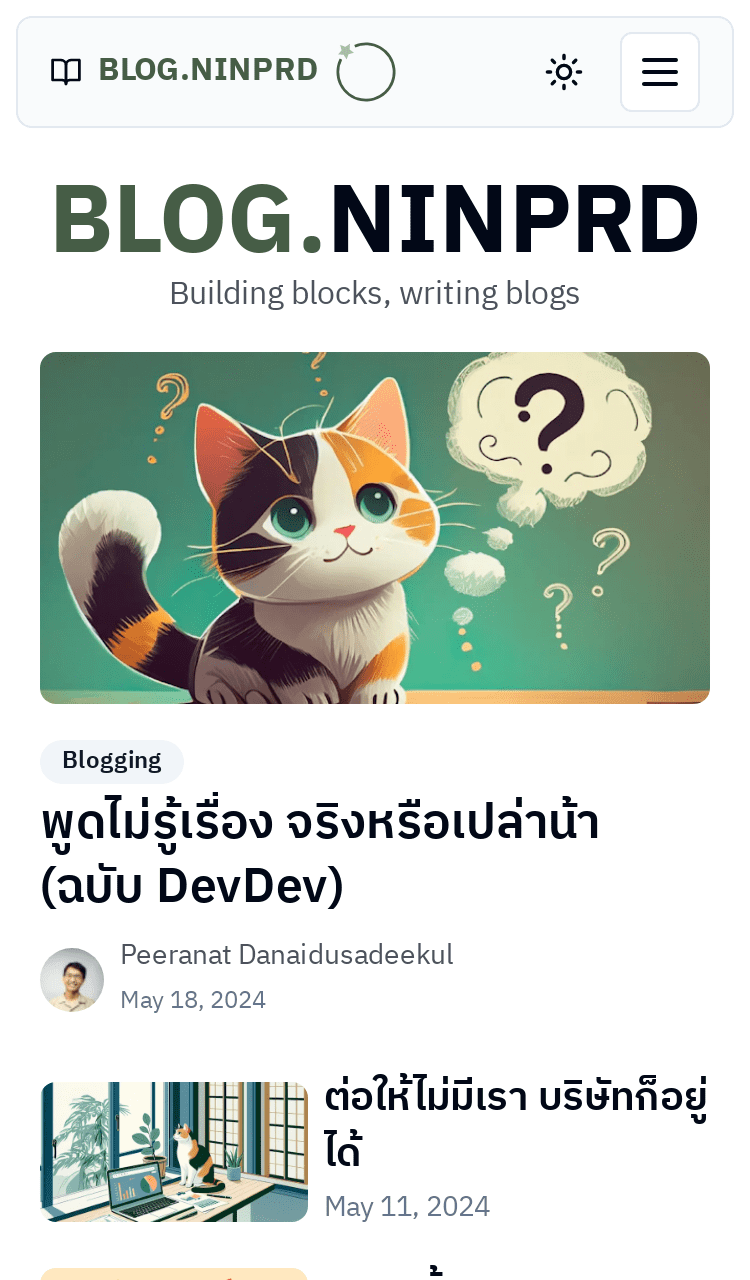 BLOG.NINPRD
BLOG.NINPRD
Building blocks, writing blogs
Blogging
พูดไม่รู้เรื่อง จริงหรือเปล่าน้า
(ฉบับ DevDev)
Peeranat Danaidusadeekul
May 18, 2024
ต่อให้ไม่มีเรา บริษัทก็อยู่
ได้
May 11, 2024